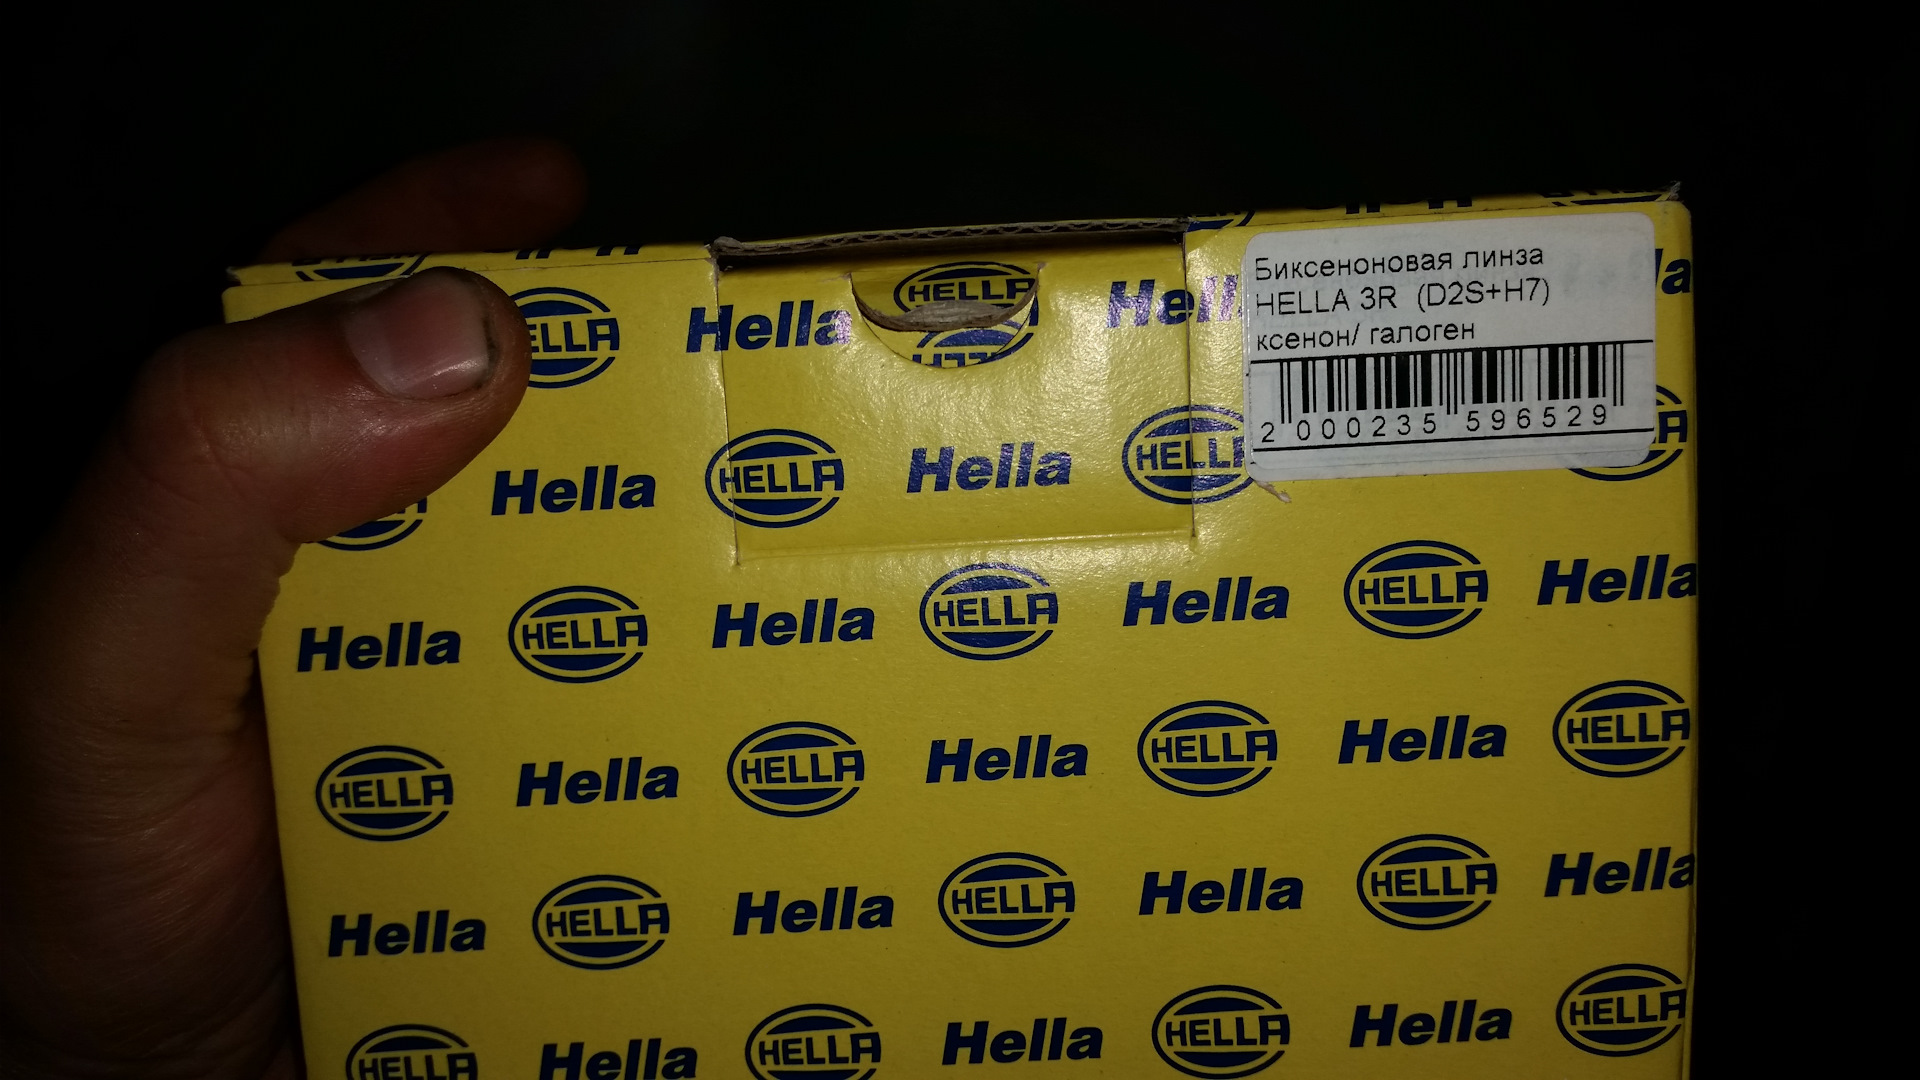 HELLA
HELLA Hella HELLA Hell
Биксеноновая линза
HELLA 3R (D2S+H7)
ксенон/ галоген
2 000235 596529
Hella HELLA Hella HELLA
Hella HELLA Hella HELLA Hella HELLA Hella
HELLA Hella HELLA Hella HELLA Hella HELLA
Hella HELLA Hella HELLA Hella HELLA Hella
HELLA Hella HELLA Hella HELLA Hella HELLA